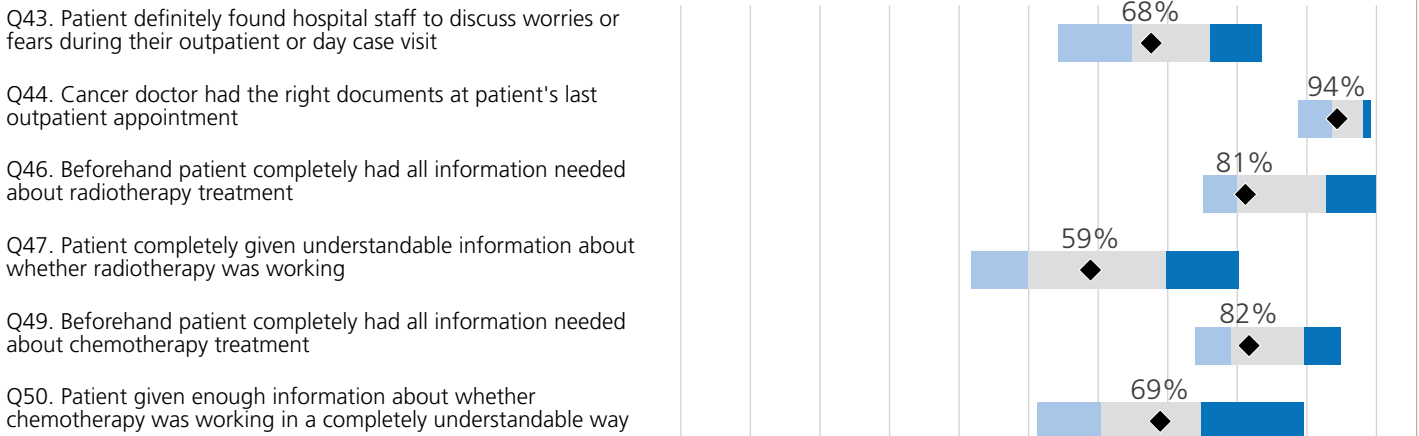 Q43. Patient definitely found hospital staff to discuss worries or
fears during their outpatient or day case visit
68%
Q44. Cancer doctor had the right documents at patient's last
outpatient appointment
94%
Q46. Beforehand patient completely had all information needed
about radiotherapy treatment
81%
Q47. Patient completely given understandable information about
whether radiotherapy was working
59%
Q49. Beforehand patient completely had all information needed
about chemotherapy treatment
82%
Q50. Patient given enough information about whether
chemotherapy was working in a completely understandable way
69%